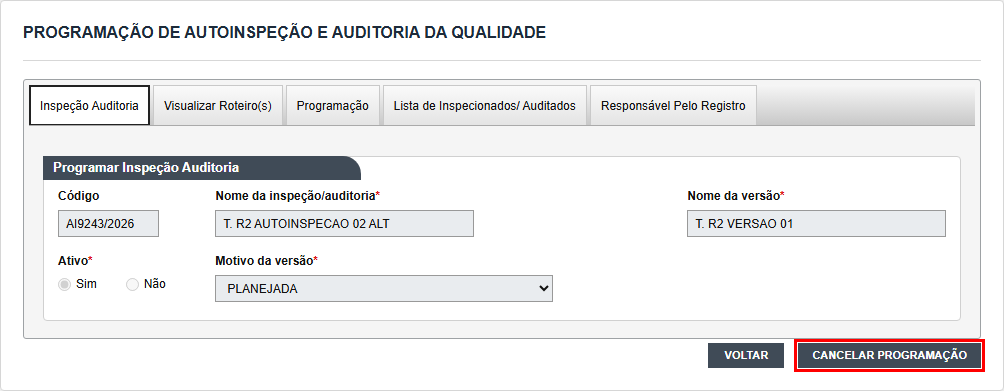 PROGRAMAÇÃO DE AUTOINSPEÇÃO E AUDITORIA DA QUALIDADE
Inspeção Auditoria Visualizar Roteiro(s) Programação Lista de Inspecionados/ Auditados Responsável Pelo Registro
Programar Inspeção Auditoria
Código Nome da inspeção/auditoria* Nome da versão*
AI9243/2026 T. R2 AUTOINSPECAO 02 ALT T. R2 VERSAO 01
Ativo* Motivo da versão*
Sim Não PLANEJADA
VOLTAR CANCELAR PROGRAMAÇÃO